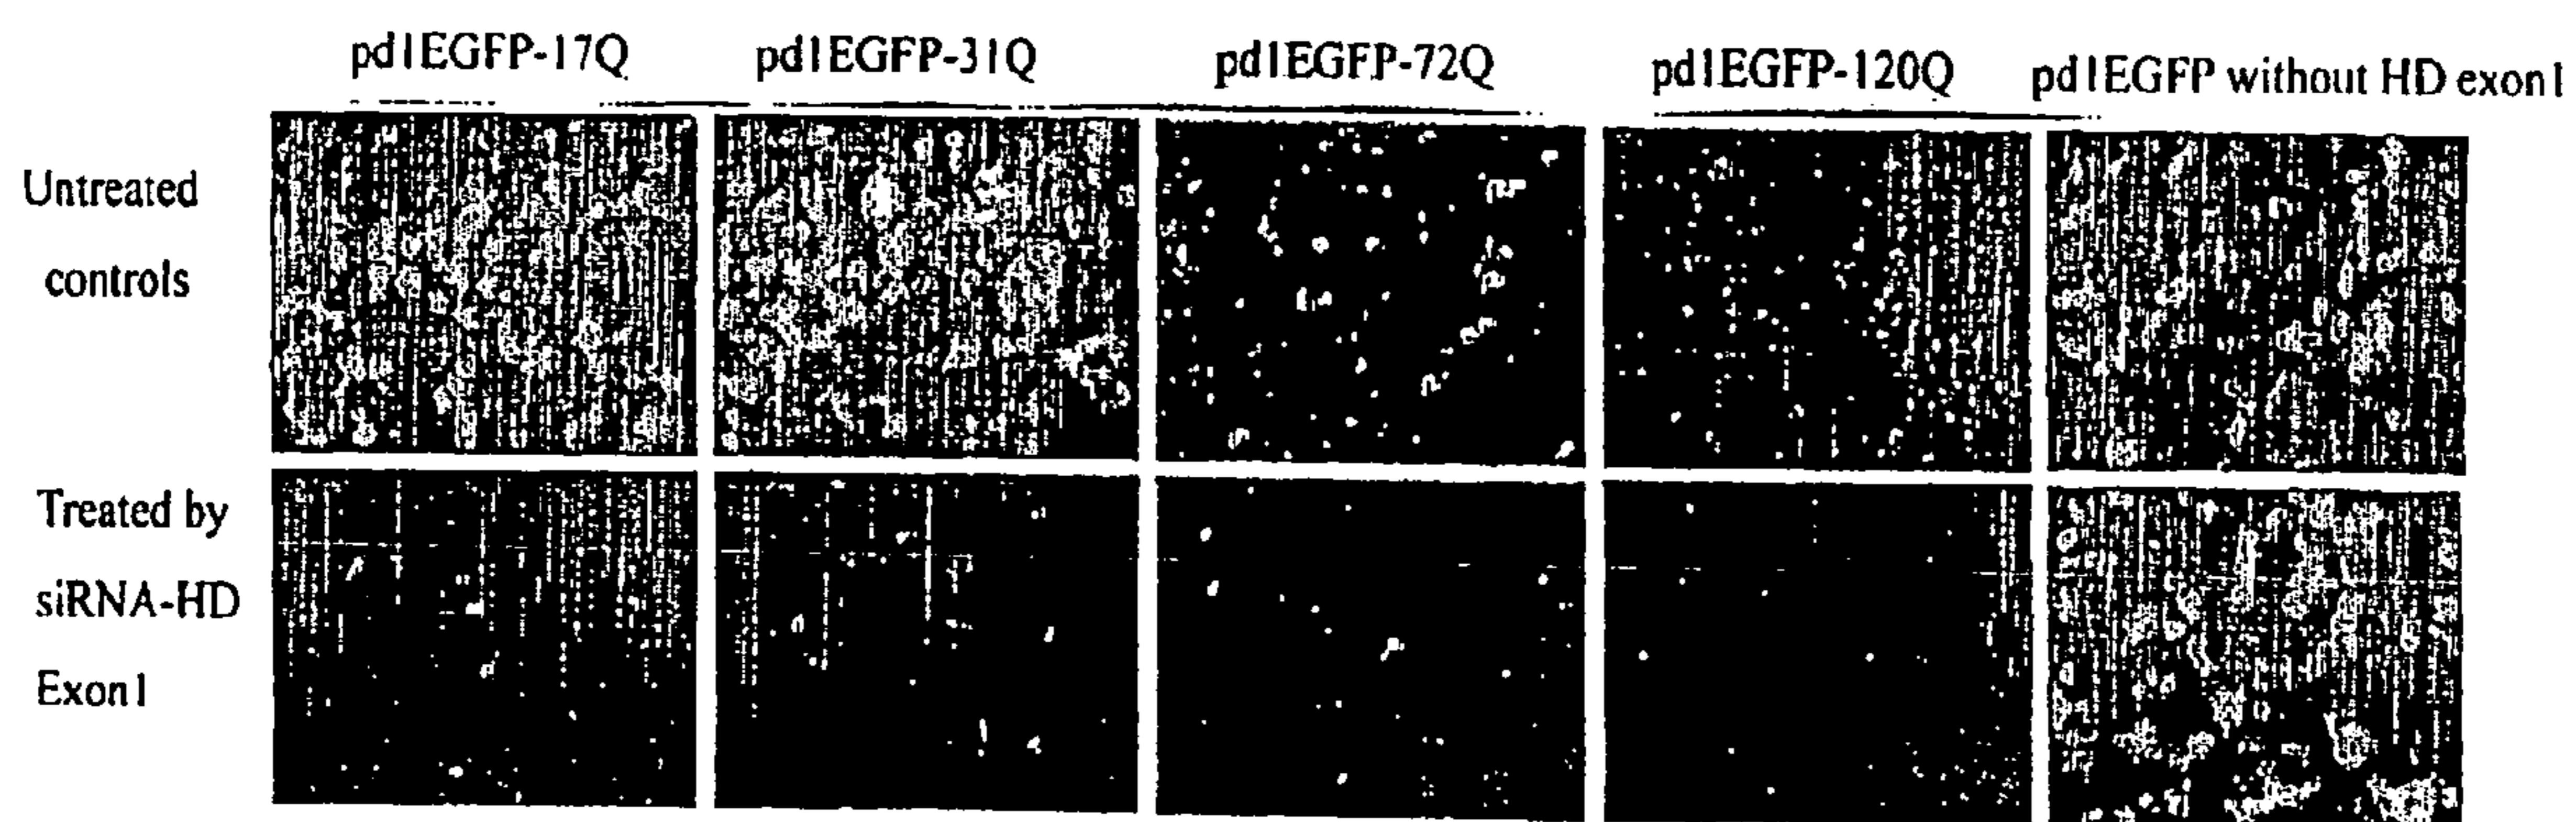 pd1EGFP-17Q pd1EGFP-31Q pd1EGFP-72Q pd1EGFP-120Q pd1EGFP without HD exon1
Untreated
controls
Treated by
siRNA-HD
Exon1